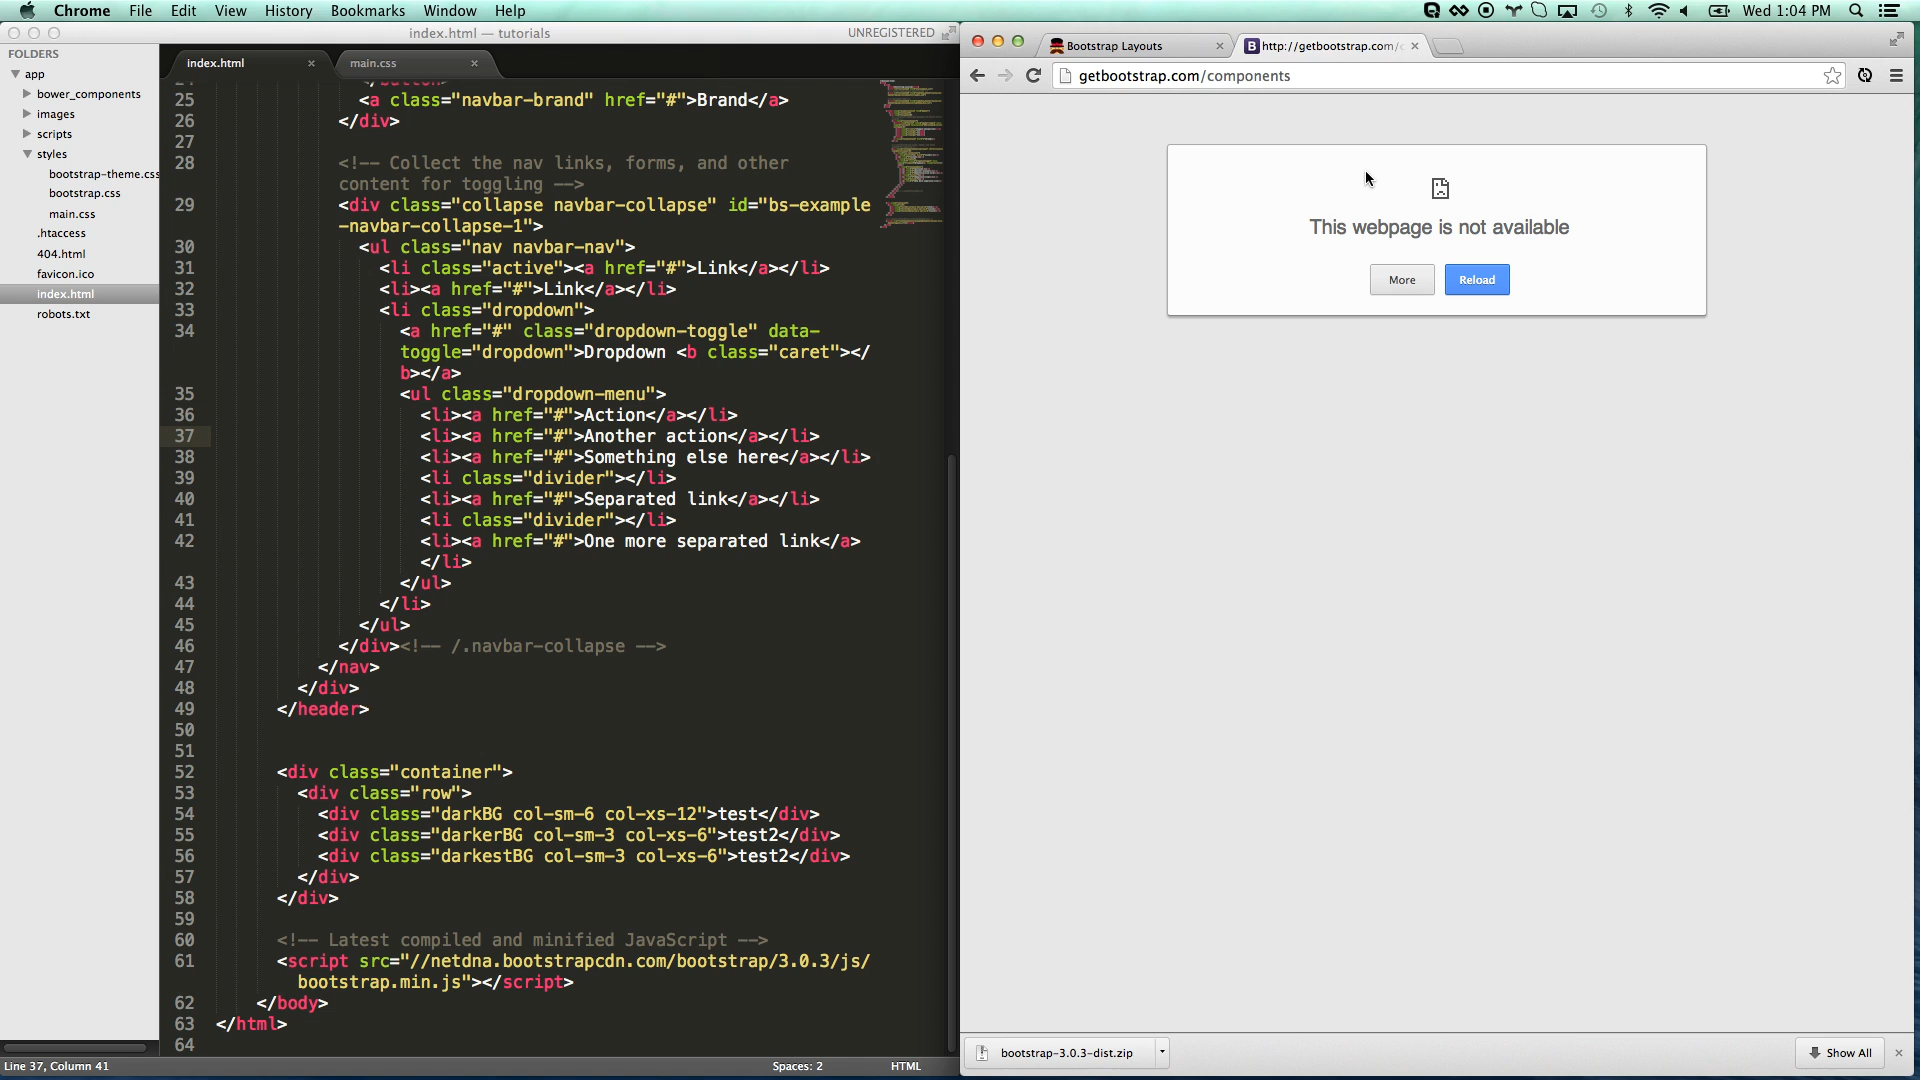 Chrome File Edit View History Bookmarks Window Help Wed 1:04 PM
index.html — tutorials UNREGISTERED
FOLDERS
app
bower_components
images
scripts
styles
bootstrap-theme.css
bootstrap.css
main.css
.htaccess
404.html
favicon.ico
index.html
robots.txt
index.html main.css
25 <a class="navbar-brand" href="#">Brand</a>
26 </div>
27
28 <!-- Collect the nav links, forms, and other
content for toggling -->
29 <div class="collapse navbar-collapse" id="bs-example
-navbar-collapse-1">
30 <ul class="nav navbar-nav">
31 <li class="active"><a href="#">Link</a></li>
32 <li><a href="#">Link</a></li>
33 <li class="dropdown">
34 <a href="#" class="dropdown-toggle" data-
toggle="dropdown">Dropdown <b class="caret"></
b></a>
35 <ul class="dropdown-menu">
36 <li><a href="#">Action</a></li>
37 <li><a href="#">Another action</a></li>
38 <li><a href="#">Something else here</a></li>
39 <li class="divider"></li>
40 <li><a href="#">Separated link</a></li>
41 <li class="divider"></li>
42 <li><a href="#">One more separated link</a>
</li>
43 </ul>
44 </li>
45 </ul>
46 </div><!-- /.navbar-collapse -->
47 </nav>
48 </div>
49 </header>
50
51
52 <div class="container">
53 <div class="row">
54 <div class="darkBG col-sm-6 col-xs-12">test</div>
55 <div class="darkerBG col-sm-3 col-xs-6">test2</div>
56 <div class="darkestBG col-sm-3 col-xs-6">test2</div>
57 </div>
58 </div>
59
60 <!-- Latest compiled and minified JavaScript -->
61 <script src="//netdna.bootstrapcdn.com/bootstrap/3.0.3/js/
bootstrap.min.js"></script>
62 </body>
63 </html>
64
Line 37, Column 41 Spaces: 2 HTML
Bootstrap Layouts http://getbootstrap.com/
getbootstrap.com/components
This webpage is not available
More Reload
bootstrap-3.0.3-dist.zip Show All